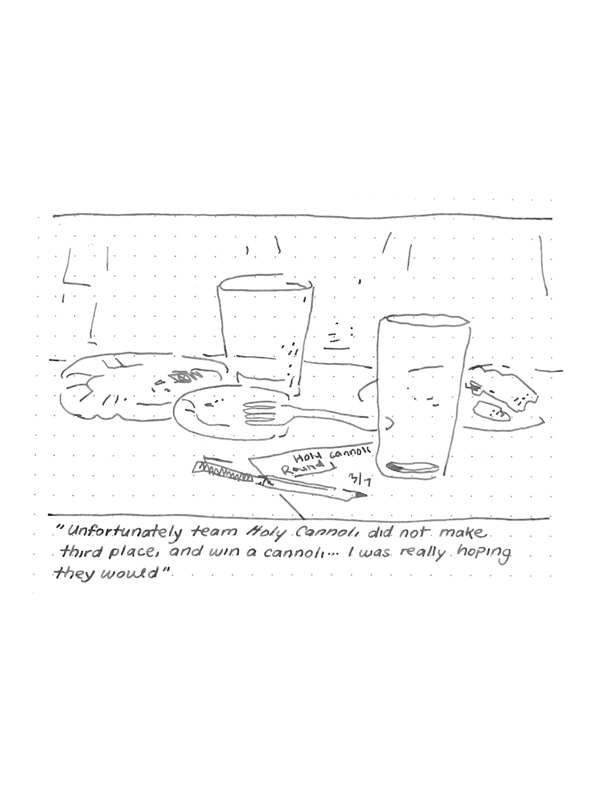 Holy Cannoli
Round 1
3/7
"Unfortunately team Holy Cannoli did not make
third place, and win a cannoli... I was really hoping
they would"